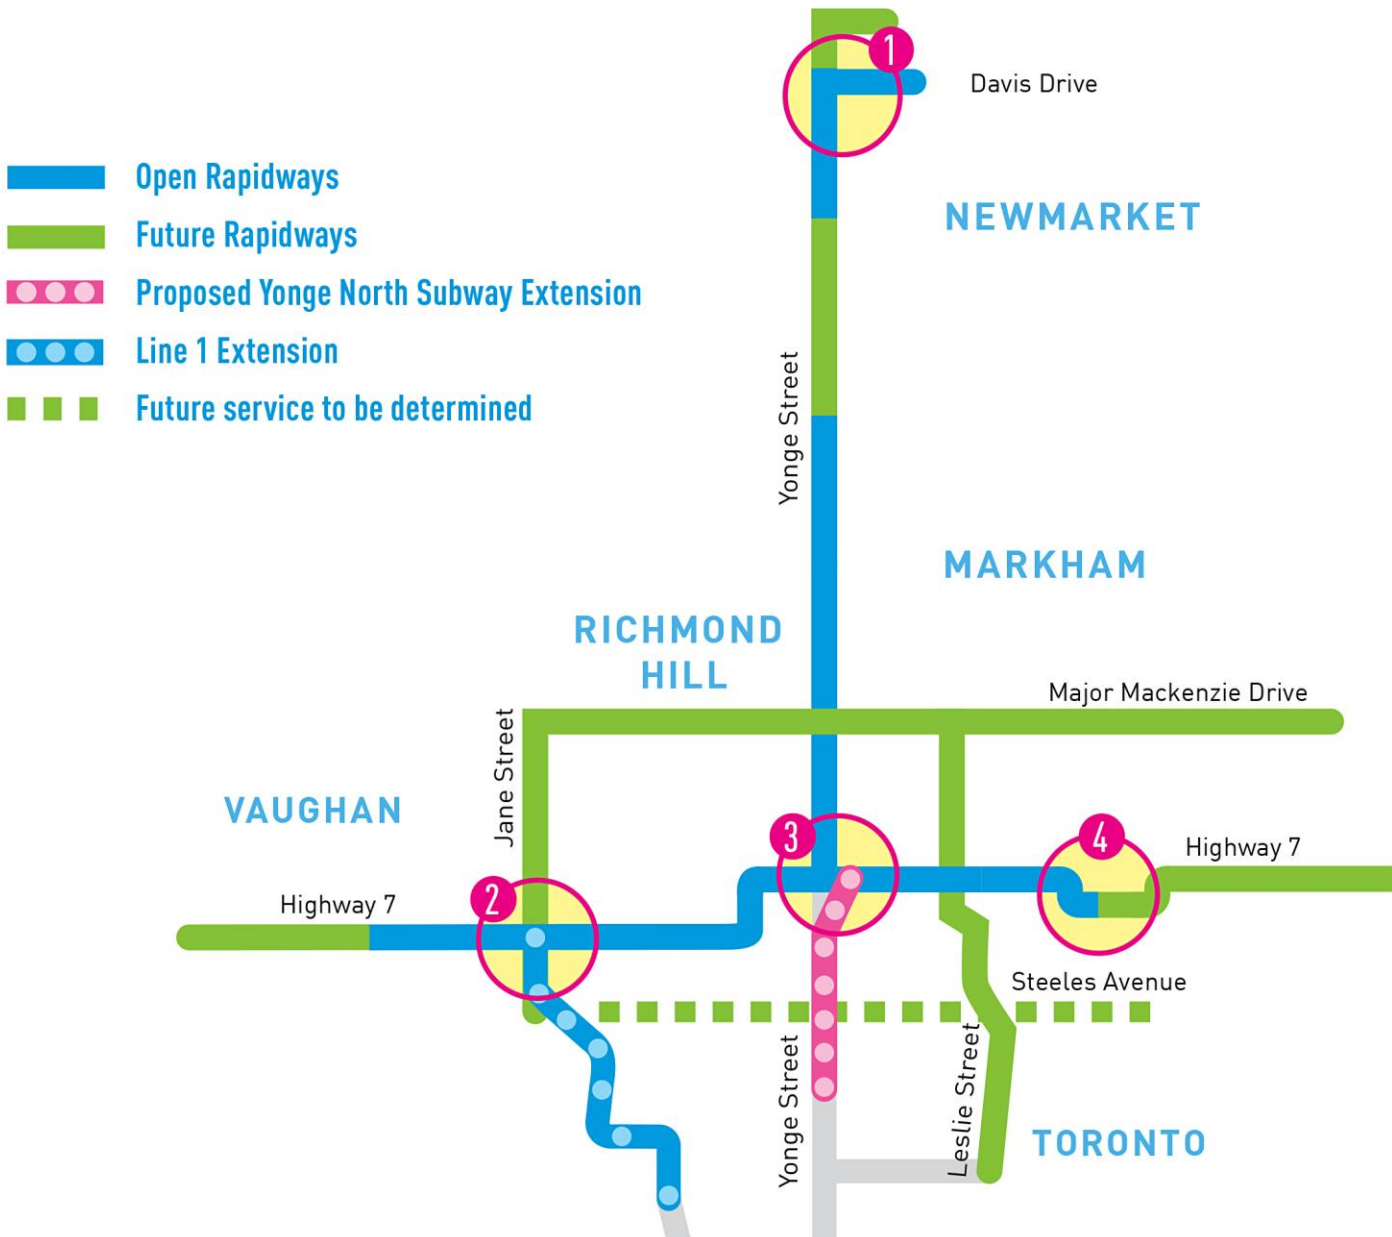 1
Davis Drive
Open Rapidways
NEWMARKET
Future Rapidways
Proposed Yonge North Subway Extension
Line 1 Extension
Future service to be determined
Yonge Street
MARKHAM
RICHMOND
HILL
Major Mackenzie Drive
Jane Street
VAUGHAN
3
4
Highway 7
2
Highway 7
Steeles Avenue
Yonge Street
Leslie Street
TORONTO